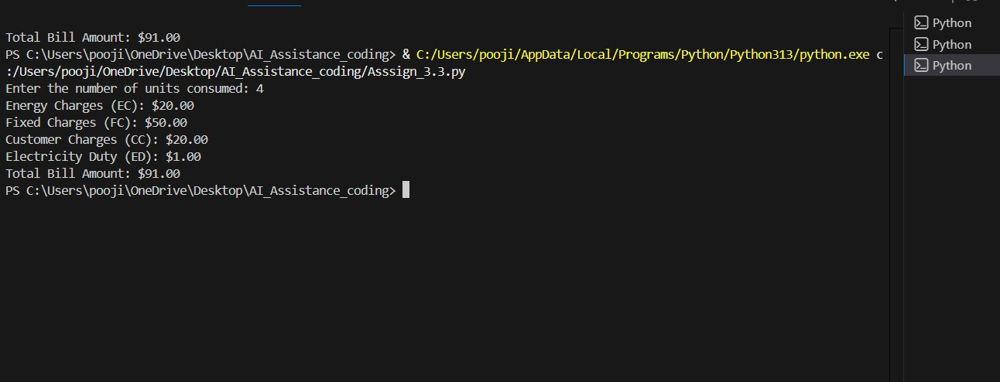 Total Bill Amount: $91.00
PS C:\Users\pooji\OneDrive\Desktop\AI_Assistance_coding> & C:/Users/pooji/AppData/Local/Programs/Python/Python313/python.exe c
:/Users/pooji/OneDrive/Desktop/AI_Assistance_coding/Asssign_3.3.py
Enter the number of units consumed: 4
Energy Charges (EC): $20.00
Fixed Charges (FC): $50.00
Customer Charges (CC): $20.00
Electricity Duty (ED): $1.00
Total Bill Amount: $91.00
PS C:\Users\pooji\OneDrive\Desktop\AI_Assistance_coding>
Python
Python
Python